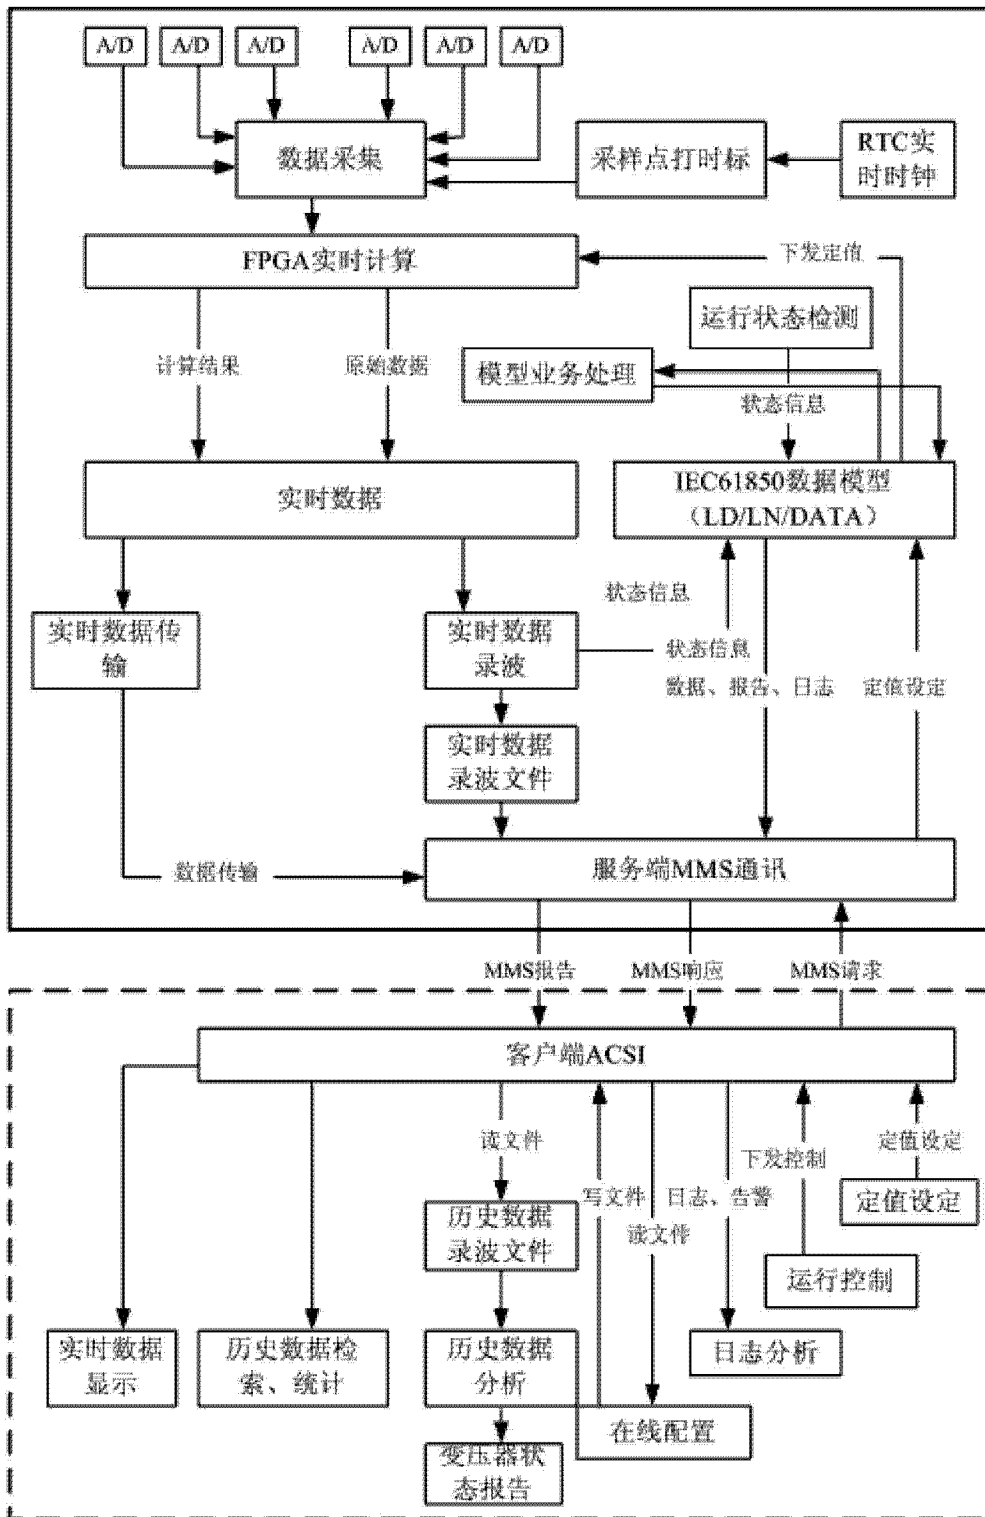 A/D
A/D
A/D
A/D
A/D
A/D
数据采集
采样点打时标
RTC实
时时钟
FPGA实时计算
下发定值
运行状态检测
计算结果
原始数据
模型业务处理
状态信息
实时数据
IEC61850数据模型
（LD/LN/DATA）
状态信息
实时数据传
输
实时数据
录波
状态信息
数据、报告、日志
定值设定
实时数据
录波文件
数据传输
服务端MMS通讯
MMS报告
MMS响应
MMS请求
客户端ACSI
读文件
定值设定
下发控制
写文件
日志、告警
定值设定
历史数据
录波文件
读文件
运行控制
实时数据
显示
历史数据检
索、统计
历史数据
分析
日志分析
在线配置
变压器状
态报告